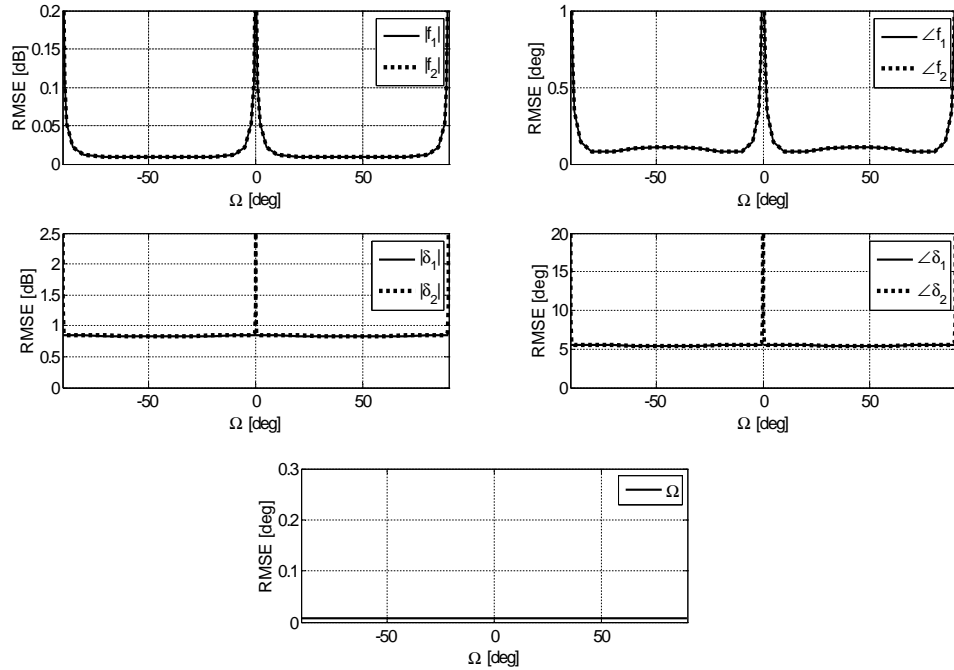 0.2
0.15
0.1
0.05
0
RMSE [dB]
-50
0
50
Ω [deg]
|f₁|
|f₂|
1
0.5
0
RMSE [deg]
-50
0
50
Ω [deg]
∠f₁
∠f₂
2.5
2
1.5
1
0.5
0
RMSE [dB]
-50
0
50
Ω [deg]
|δ₁|
|δ₂|
20
15
10
5
0
RMSE [deg]
-50
0
50
Ω [deg]
∠δ₁
∠δ₂
0.3
0.2
0.1
0
RMSE [deg]
-50
0
50
Ω [deg]
Ω